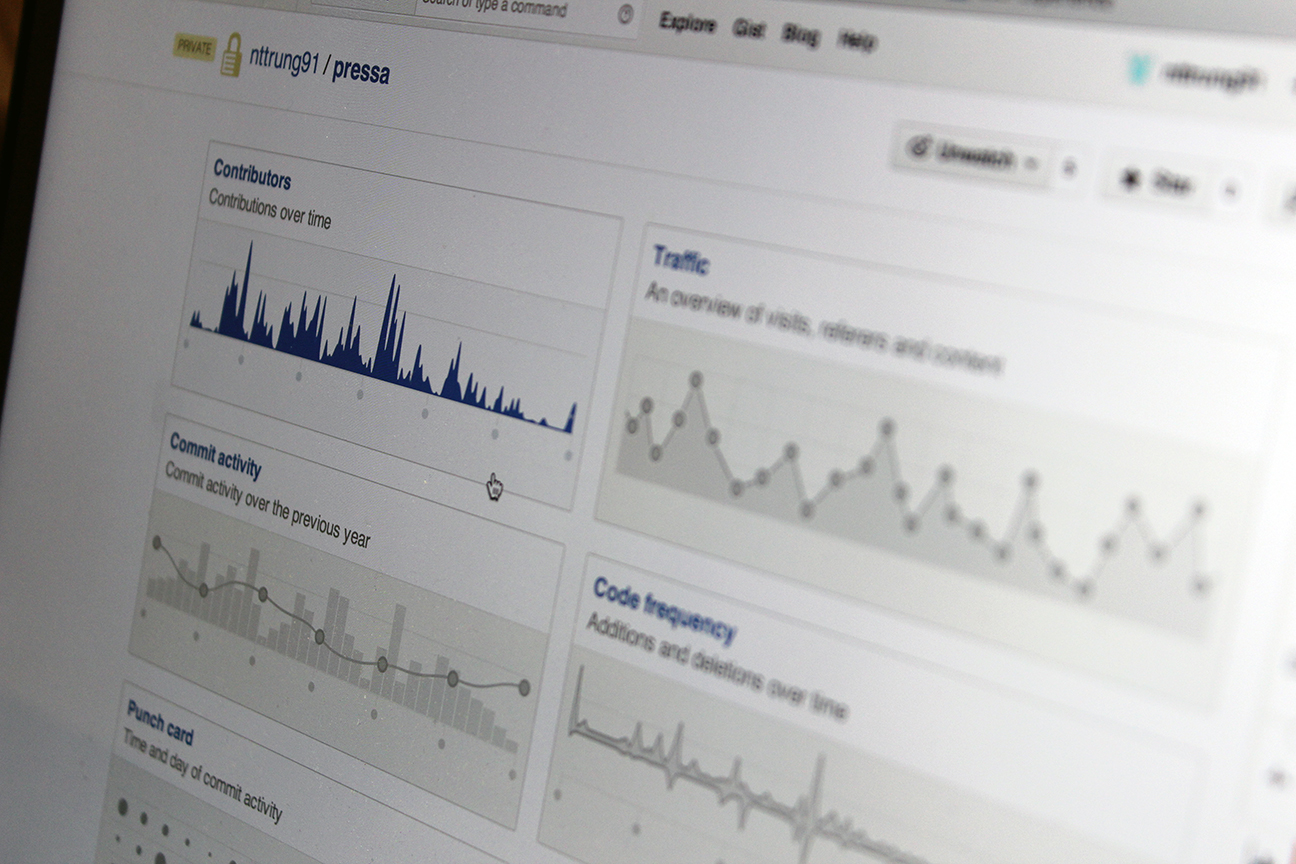 Search or type a command
Explore Gist Blog Help
PRIVATE nttrung91 / pressa
nttrung91
Unwatch
Star
Contributors
Contributions over time
Traffic
An overview of visits, referers and content
Commit activity
Commit activity over the previous year
Code frequency
Additions and deletions over time
Punch card
Time and day of commit activity